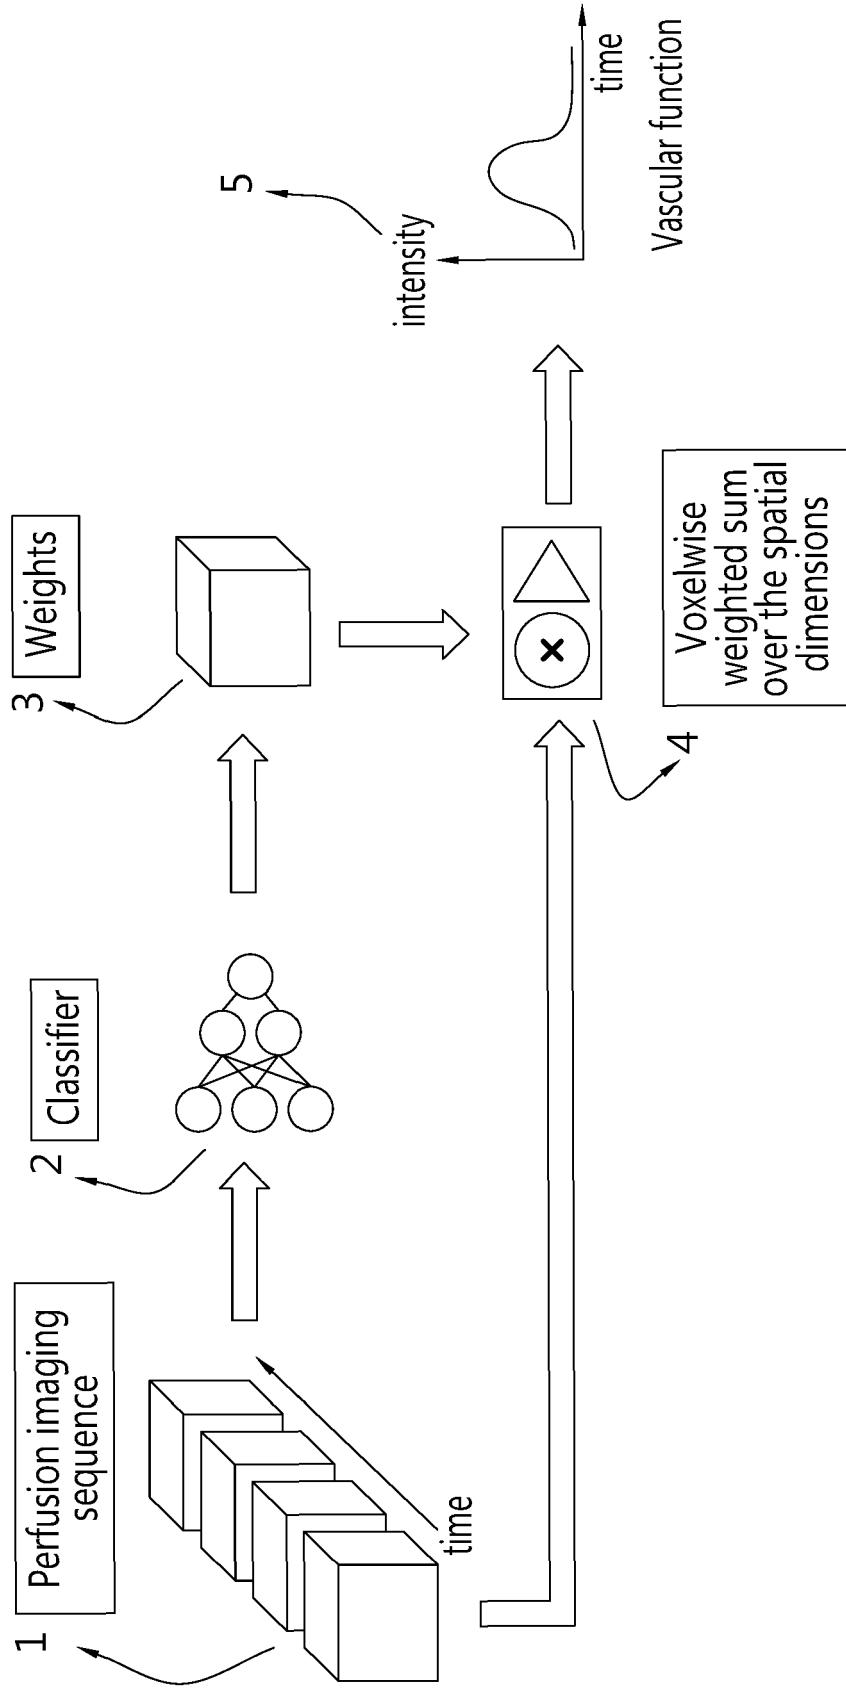 1
Perfusion imaging
sequence
time
2
Classifier
3
Weights
4
Voxelwise
weighted sum
over the spatial
dimensions
5
intensity
time
Vascular function